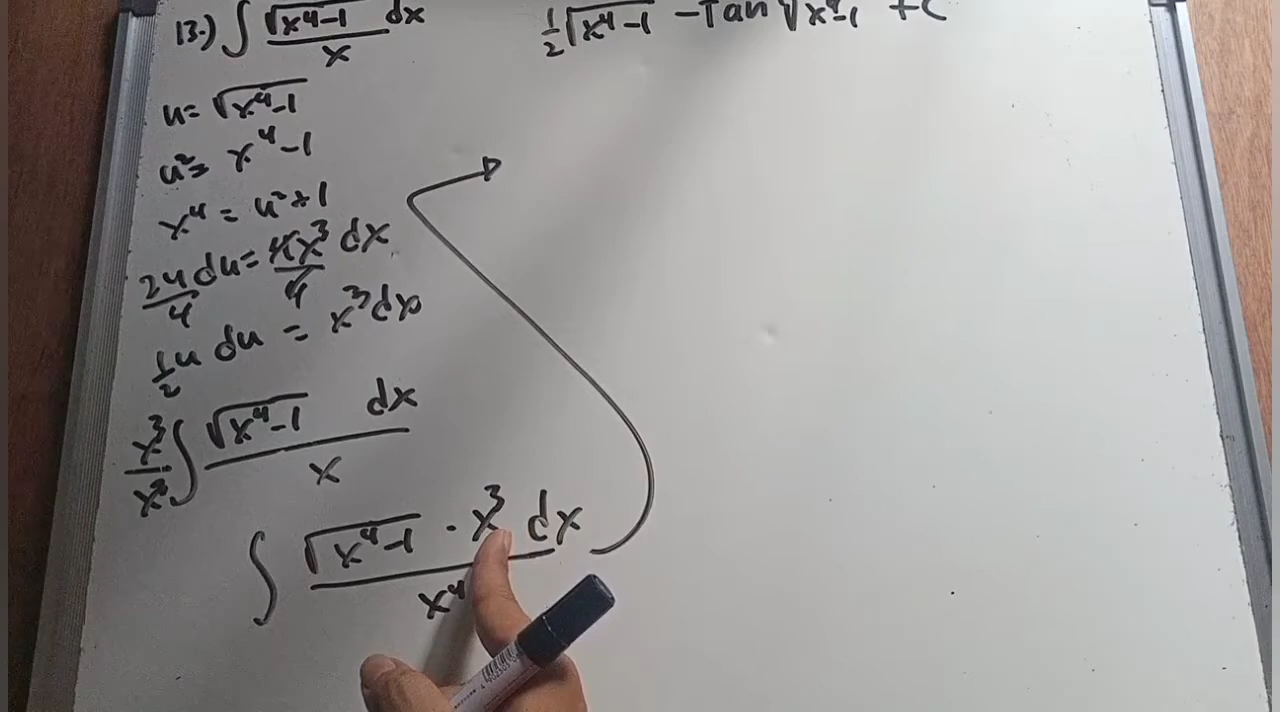 13.) ∫ √(x⁴-1) dx / x
½√(x⁴-1) - Tan √(x⁴-1) + C
u = √(x⁴-1)
u² = x⁴-1
x⁴ = u²+1
2u du/4 = 4x³ dx/4
½u du = x³ dx
x³/x³ ∫ √(x⁴-1) dx / x
∫ √(x⁴-1) · x³ dx / x⁴